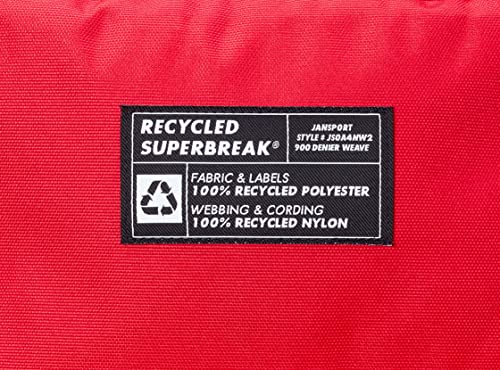 RECYCLED
SUPERBREAK®
JANSPORT
STYLE # JS0A4NW2
900 DENIER WEAVE
FABRIC & LABELS
100% RECYCLED POLYESTER
WEBBING & CORDING
100% RECYCLED NYLON